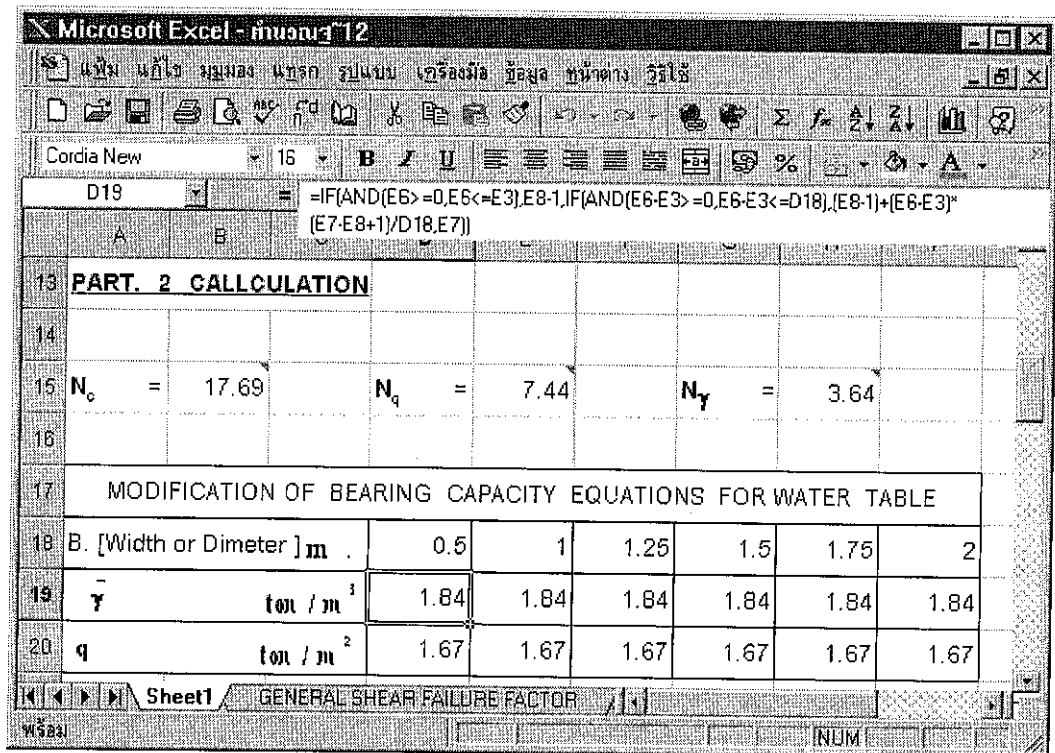 Microsoft Excel - คำนวณฐ12
แฟ้ม แก้ไข มุมมอง แทรก รูปแบบ เครื่องมือ ข้อมูล หน้าต่าง วิธีใช้
Cordia New 16 B I U %
D19 = =IF(AND(E6>=0,E6<=E3),E8-1,IF(AND(E6-E3>=0,E6-E3<=D18),(E8-1)+(E6-E3)*
(E7-E8+1)/D18,E7))
A B
13 PART. 2 CALLCULATION
14
15 Nc = 17.69 Nq = 7.44 Nγ = 3.64
16
17 MODIFICATION OF BEARING CAPACITY EQUATIONS FOR WATER TABLE
18 B. [Width or Dimeter ] m . 0.5 1 1.25 1.5 1.75 2
19 γ̄ ton / m³ 1.84 1.84 1.84 1.84 1.84 1.84
20 q ton / m² 1.67 1.67 1.67 1.67 1.67 1.67
Sheet1 GENERAL SHEAR FAILURE FACTOR
พร้อม NUM